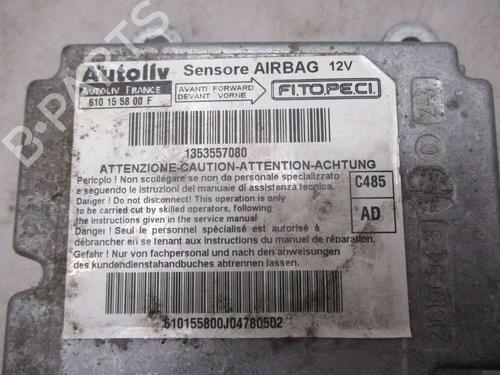 Autoliv Sensore AIRBAG 12V
AUTOLIV FRANCE
610 15 58 00 F
AVANTI FORWARD
DEVANT VORNE
F.I.TO.PE.C.I.
1353557080
ATTENZIONE-CAUTION-ATTENTION-ACHTUNG
Pericolo ! Non scollegare se non da personale specializzato
e seguendo le istruzioni del manuale di assistenza tecnica.
Danger ! Do not disconnect! This operation is only
to be carried cut by skilled operators, following
the instructions given in the service manual
Danger ! Seul le personnel spécialisé est autorisé à
débrancher en se tenant aux instructions du manuel de réparation.
Gefahr ! Nur von fachpersonal und nach den anweisungen
des kundendienstahandbuches abtrennen lassen.
C485
AD
610155800J04780502
B-PARTS